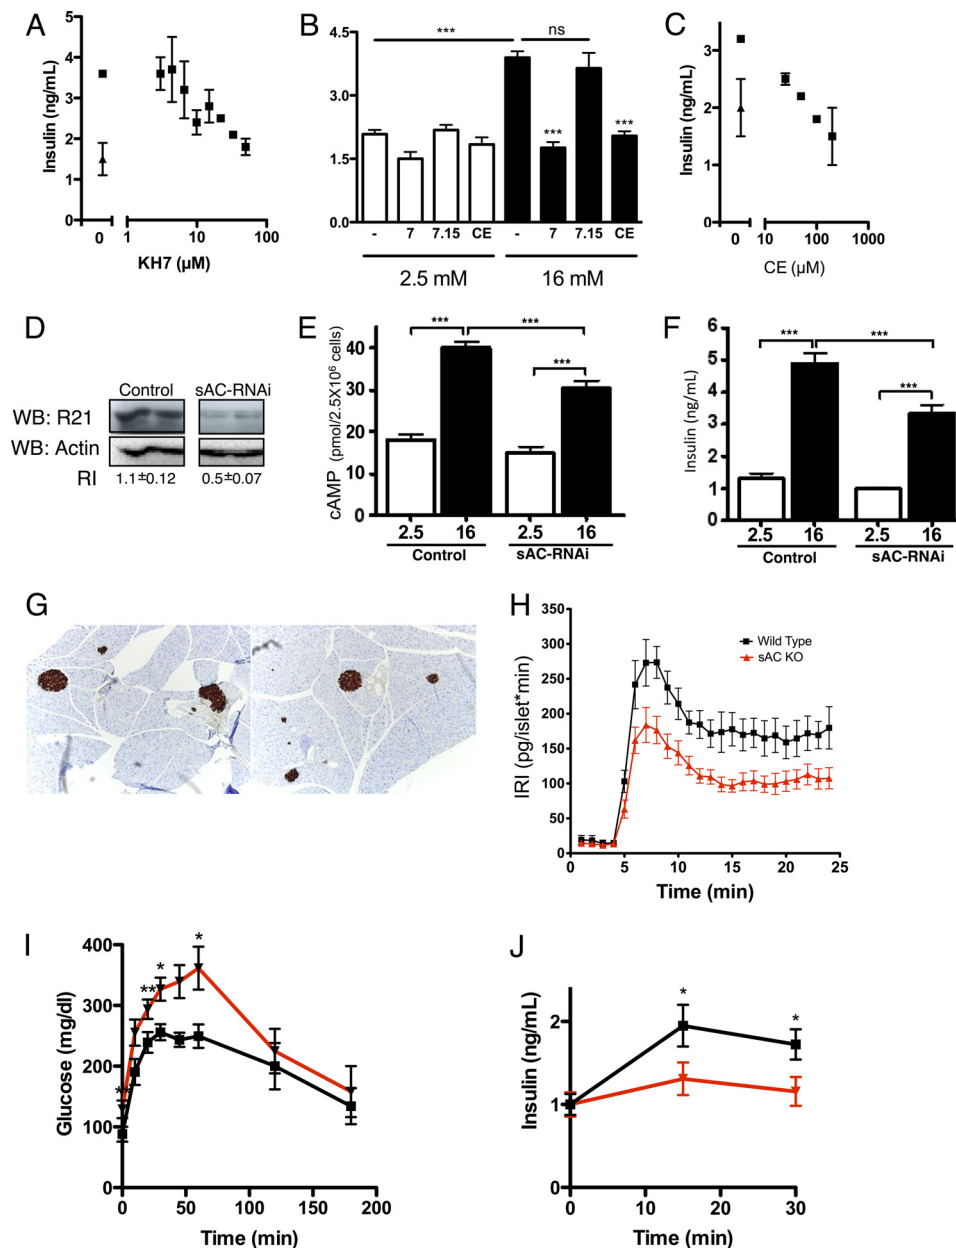 A
5
4
3
2
1
0
Insulin (ng/mL)
0
1
10
100
KH7 (µM)
B
4.5
3.0
1.5
0.0
Insulin (ng/mL)
***
ns
***
***
- 7 7.15 CE - 7 7.15 CE
2.5 mM
16 mM
C
3
2
1
0
Insulin (ng/mL)
0
10
100
1000
CE (µM)
D
Control sAC-RNAi
WB: R21
WB: Actin
RI 1.1±0.12 0.5±0.07
E
40
30
20
10
0
cAMP (pmol/2.5X10⁶ cells)
***
***
***
2.5 16 2.5 16
Control sAC-RNAi
F
6
5
4
3
2
1
0
Insulin (ng/mL)
***
***
***
2.5 16 2.5 16
Control sAC-RNAi
G
H
350
300
250
200
150
100
50
0
IRI (pg/islet*min)
Wild Type
sAC KO
0 5 10 15 20 25
Time (min)
I
400
300
200
100
0
Glucose (mg/dl)
*
**
*
*
0 50 100 150 200
Time (min)
J
2
1
0
Insulin (ng/mL)
*
*
0 10 20 30
Time (min)